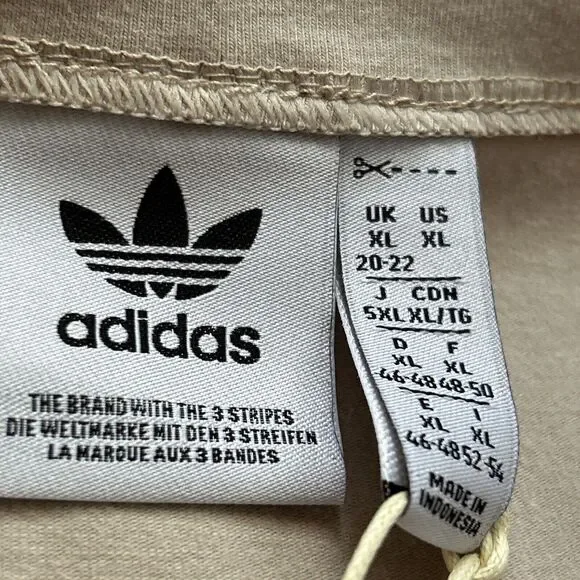 adidas
THE BRAND WITH THE 3 STRIPES
DIE WELTMARKE MIT DEN 3 STREIFEN
LA MARQUE AUX 3 BANDES
UK US
XL XL
20-22
J CDN
5XL XL/TG
D F
XL XL
46-48 48-50
E I
XL XL
46-48 52-54
MADE IN
INDONESIA